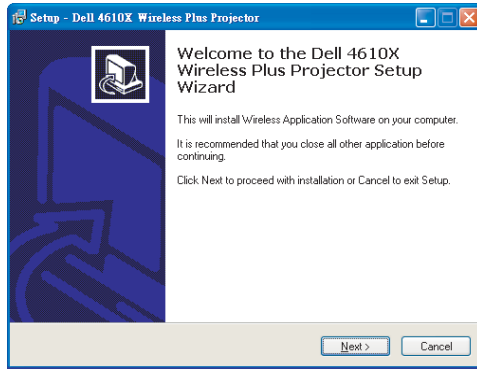 Setup - Dell 4610X Wireless Plus Projector
Welcome to the Dell 4610X
Wireless Plus Projector Setup
Wizard
This will install Wireless Application Software on your computer.
It is recommended that you close all other application before
continuing.
Click Next to proceed with installation or Cancel to exit Setup.
Next >
Cancel